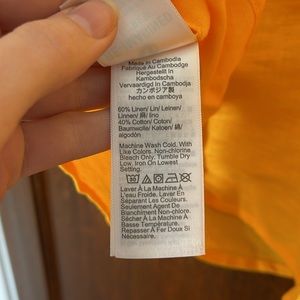 Made in Cambodia
Fabriqué Au Cambodge
Hergestellt In
Kambodscha
Vervaardigd In Cambodja
カンボジア製
hecho en camboya
60% Linen/ Lin/ Leinen/
Linnen/ 麻/ lino
40% Cotton/ Coton/
Baumwolle/ Katoen/ 綿/
algodón
Machine Wash Cold. With
Like Colors. Non-chlorine
Bleach Only. Tumble Dry
Low. Iron On Lowest
Setting.
Laver À La Machine À
L'eau Froide. Laver En
Séparant Les Couleurs.
Seulement Agent De
Blanchiment Non-chlore.
Sécher À La Machine À
Basse Température.
Repasser À Fer Doux Si
Nécessaire.